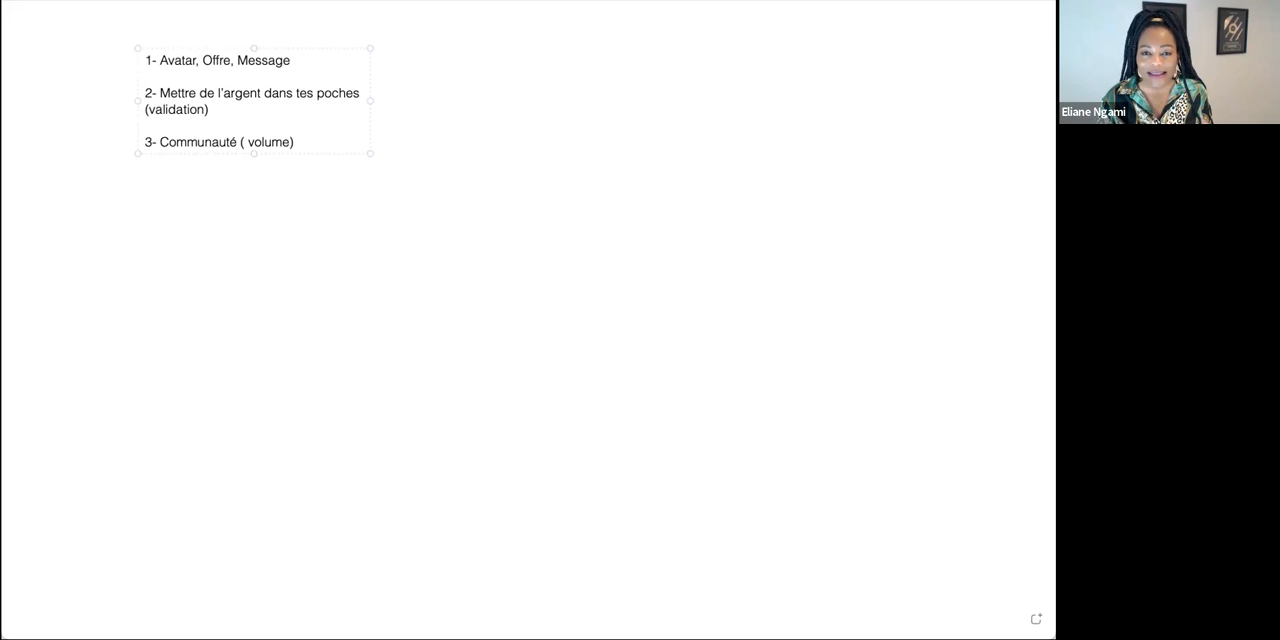 1- Avatar, Offre, Message
2- Mettre de l'argent dans tes poches
(validation)
3- Communauté ( volume)
Eliane Ngami